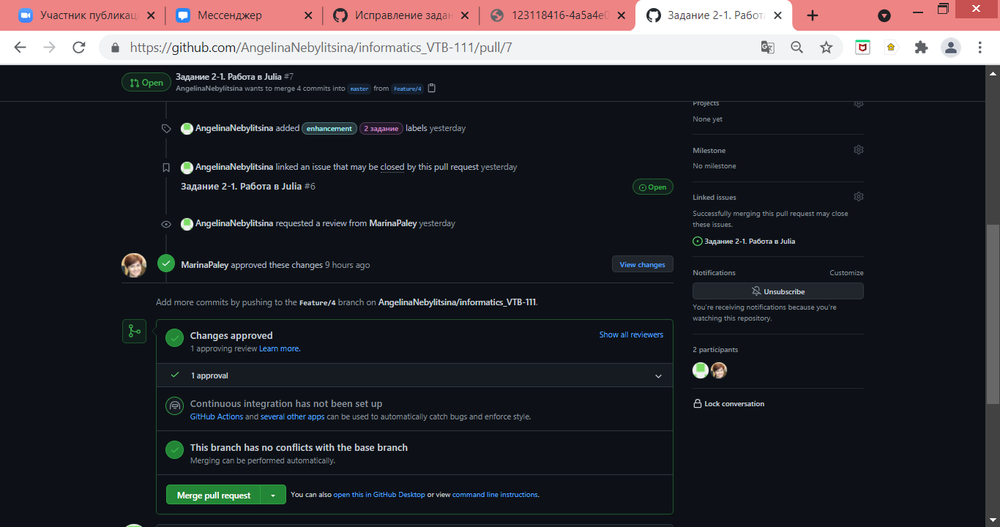 Участник публикаци
Мессенджер
Исправление задан
123118416-4a5a4e0
Задание 2-1. Работа
https://github.com/AngelinaNebylitsina/informatics_VTB-111/pull/7
Open
Задание 2-1. Работа в Julia #7
AngelinaNebylitsina wants to merge 4 commits into master from Feature/4
AngelinaNebylitsina added enhancement 2 задание labels yesterday
AngelinaNebylitsina linked an issue that may be closed by this pull request yesterday
Задание 2-1. Работа в Julia #6
Open
AngelinaNebylitsina requested a review from MarinaPaley yesterday
MarinaPaley approved these changes 9 hours ago
View changes
Add more commits by pushing to the Feature/4 branch on AngelinaNebylitsina/informatics_VTB-111.
Changes approved
1 approving review Learn more.
Show all reviewers
1 approval
Continuous integration has not been set up
GitHub Actions and several other apps can be used to automatically catch bugs and enforce style.
This branch has no conflicts with the base branch
Merging can be performed automatically.
Merge pull request
You can also open this in GitHub Desktop or view command line instructions.
Projects
None yet
Milestone
No milestone
Linked issues
Successfully merging this pull request may close
these issues.
Задание 2-1. Работа в Julia
Notifications
Customize
Unsubscribe
You're receiving notifications because you're
watching this repository.
2 participants
Lock conversation